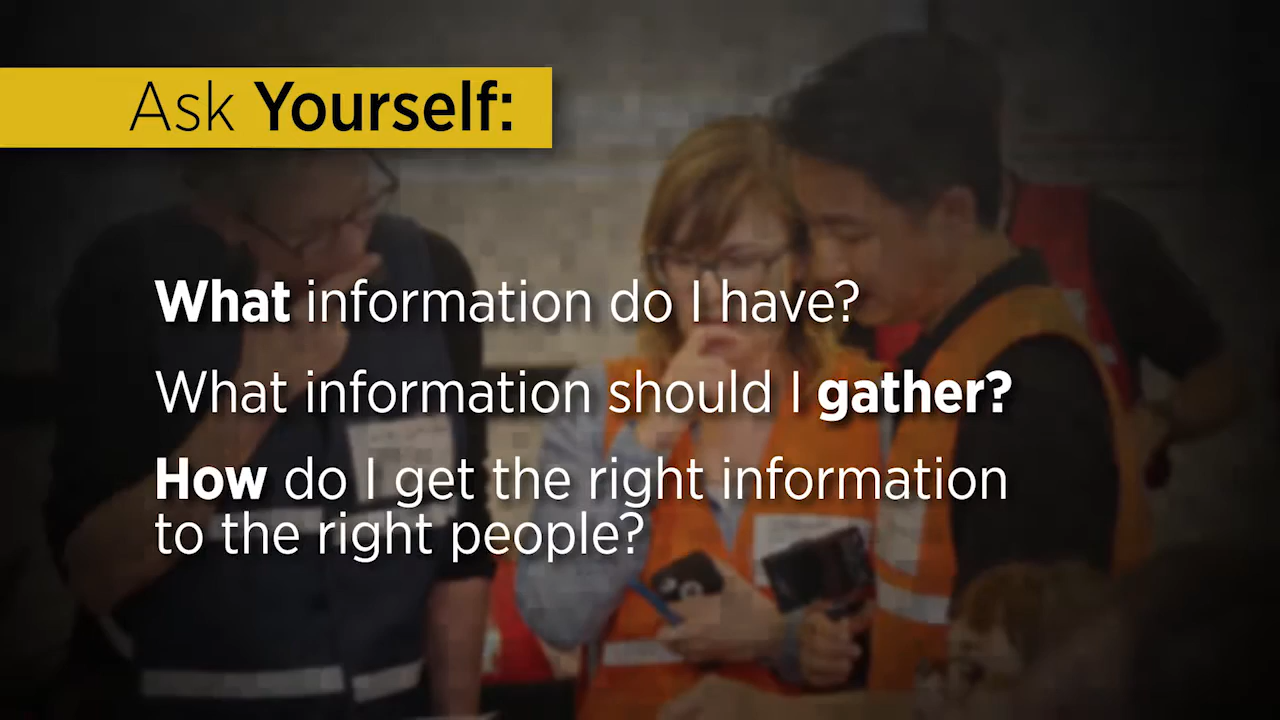 Ask Yourself:
What information do I have?
What information should I gather?
How do I get the right information
to the right people?